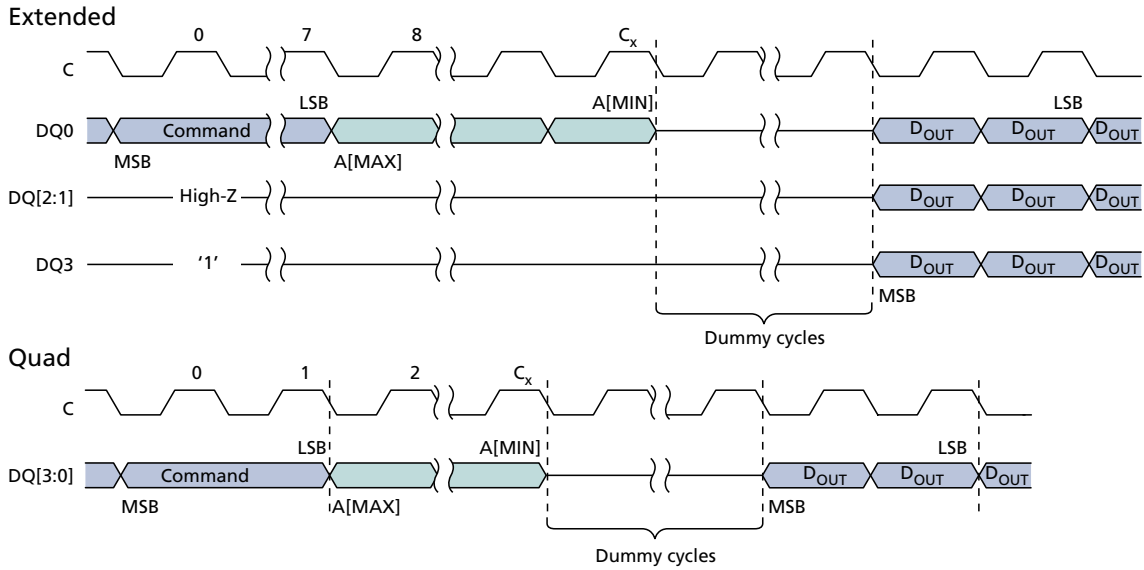 Extended
0 7 8 Cx
C
LSB A[MIN] LSB
DQ0 Command DOUT DOUT DOUT
MSB A[MAX]
DQ[2:1] High-Z DOUT DOUT DOUT
DQ3 '1' DOUT DOUT DOUT
MSB
Dummy cycles
Quad
0 1 2 Cx
C
LSB A[MIN] LSB
DQ[3:0] Command DOUT DOUT DOUT
MSB A[MAX] MSB
Dummy cycles